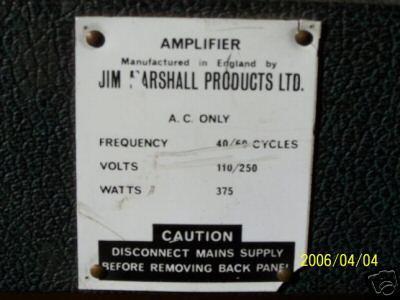 AMPLIFIER
Manufactured in England by
JIM MARSHALL PRODUCTS LTD.
A.C. ONLY
FREQUENCY 40/60 CYCLES
VOLTS 110/250
WATTS 375
CAUTION
DISCONNECT MAINS SUPPLY
BEFORE REMOVING BACK PANEL
2006/04/04